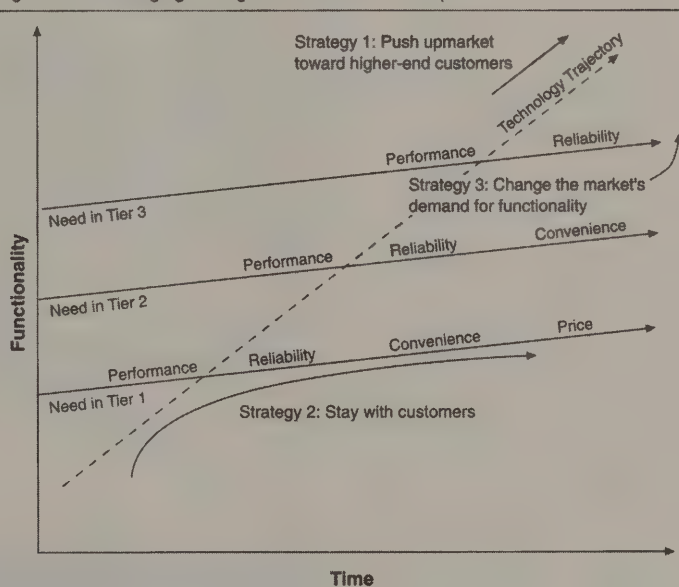 Strategy 1: Push upmarket
toward higher-end customers
Technology Trajectory
Performance
Reliability
Need in Tier 3
Strategy 3: Change the market's
demand for functionality
Performance
Reliability
Convenience
Need in Tier 2
Performance
Reliability
Convenience
Price
Need in Tier 1
Strategy 2: Stay with customers
Functionality
Time